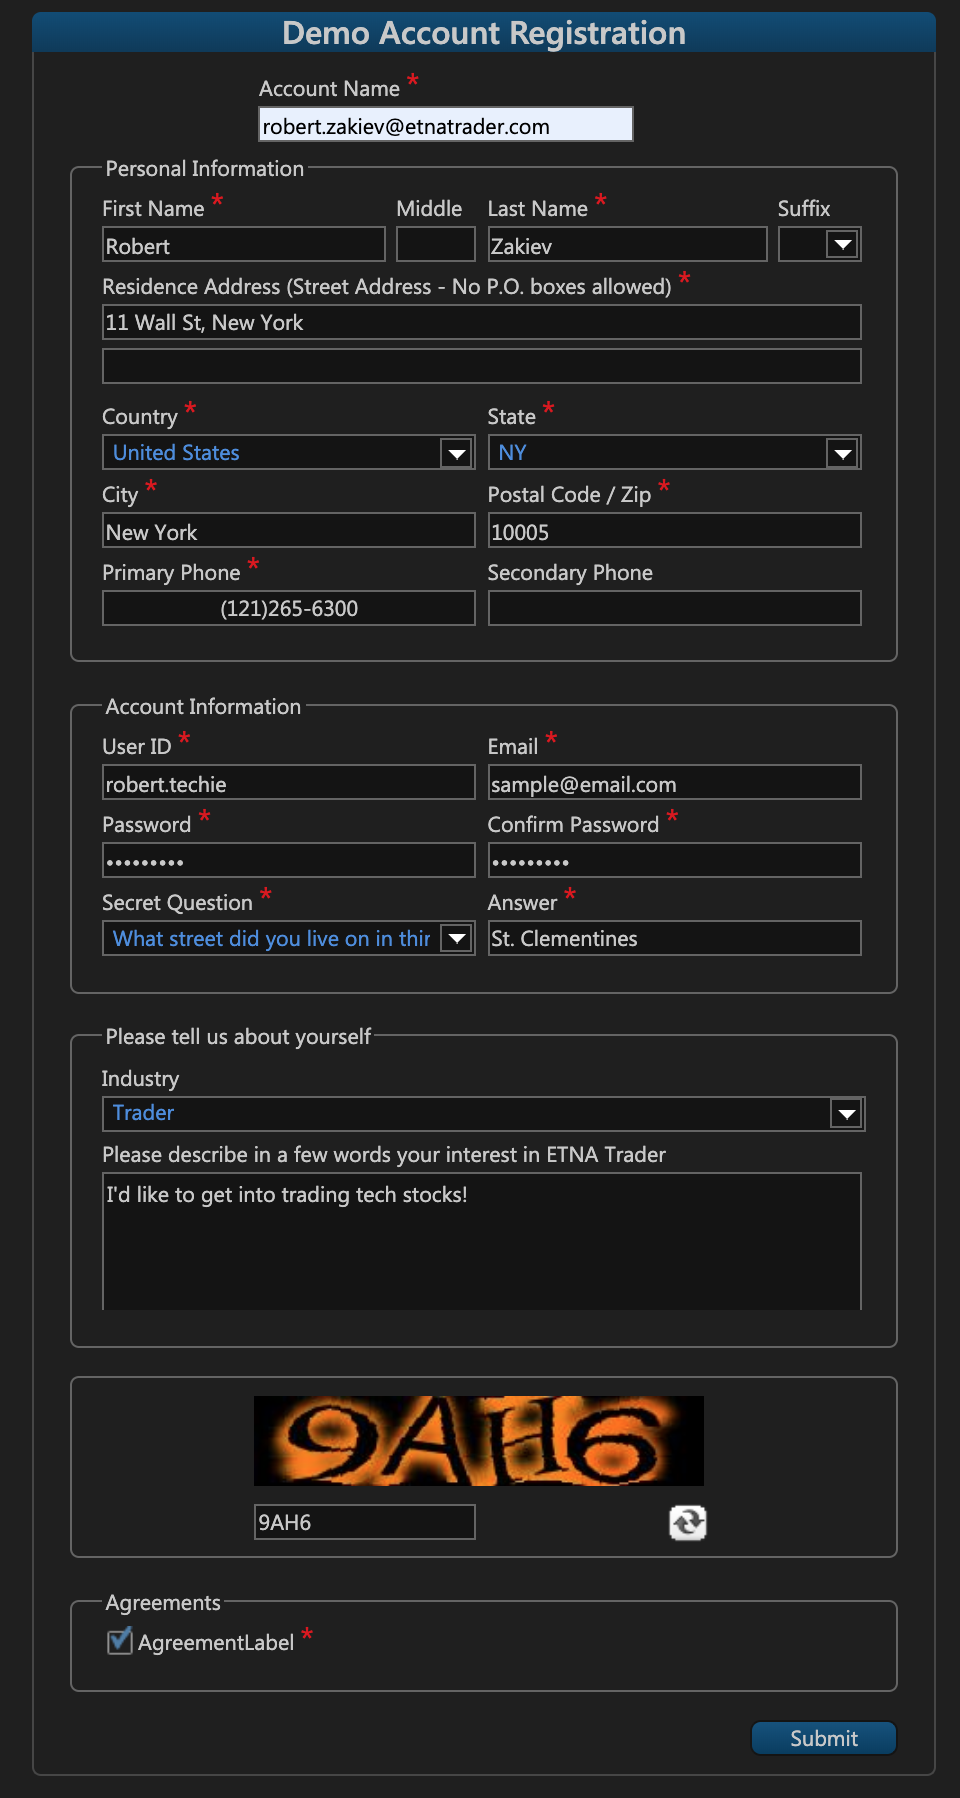 Demo Account Registration
Account Name *
robert.zakiev@etnatrader.com
Personal Information
First Name * Middle Last Name * Suffix
Robert Zakiev
Residence Address (Street Address - No P.O. boxes allowed) *
11 Wall St, New York
Country * State *
United States NY
City * Postal Code / Zip *
New York 10005
Primary Phone * Secondary Phone
(121)265-6300
Account Information
User ID * Email *
robert.techie sample@email.com
Password * Confirm Password *
••••••••• •••••••••
Secret Question * Answer *
What street did you live on in thir St. Clementines
Please tell us about yourself
Industry
Trader
Please describe in a few words your interest in ETNA Trader
I'd like to get into trading tech stocks!
9AH6
9AH6
Agreements
AgreementLabel *
Submit